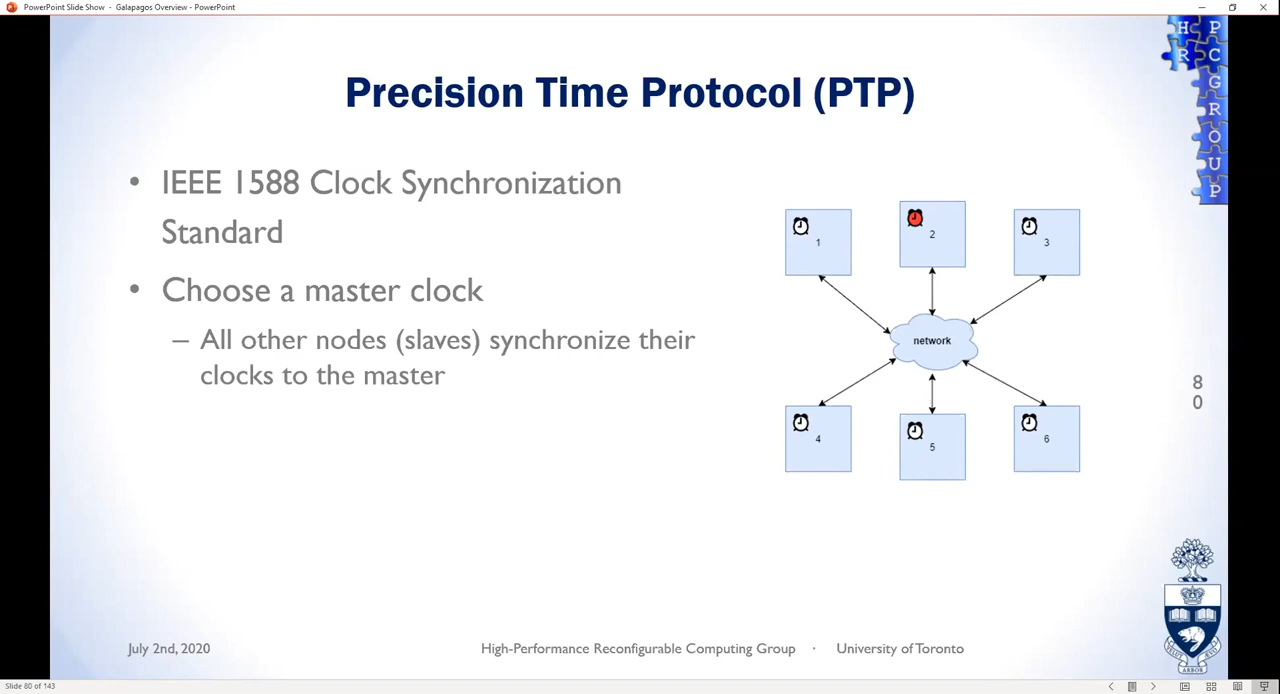 PowerPoint Slide Show - Galapagos Overview - PowerPoint
H P
R C
G
R
O
U
P
Precision Time Protocol (PTP)
• IEEE 1588 Clock Synchronization
Standard
• Choose a master clock
– All other nodes (slaves) synchronize their
clocks to the master
1
2
3
network
4
5
6
8
0
July 2nd, 2020
High-Performance Reconfigurable Computing Group · University of Toronto
ARBOR
Slide 80 of 143